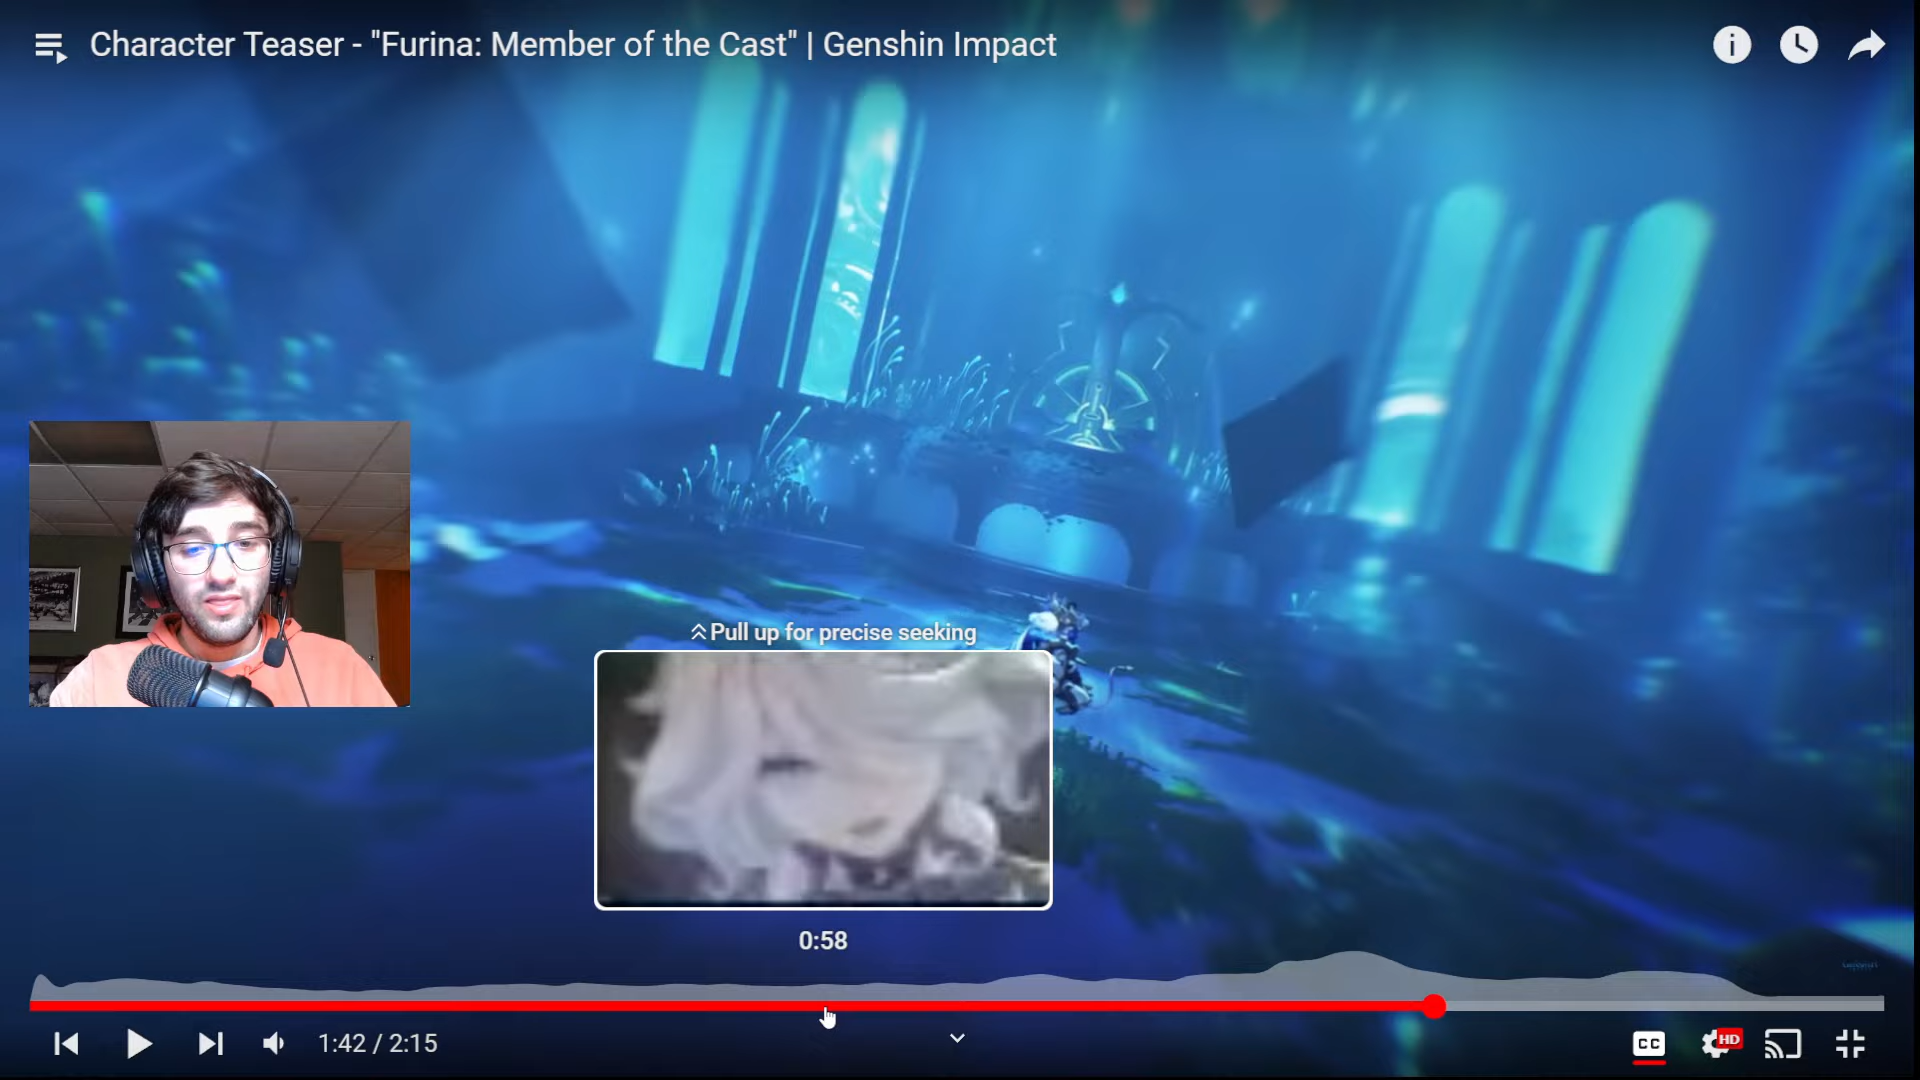 Character Teaser - "Furina: Member of the Cast" | Genshin Impact
Pull up for precise seeking
0:58
1:42 / 2:15
CC
HD